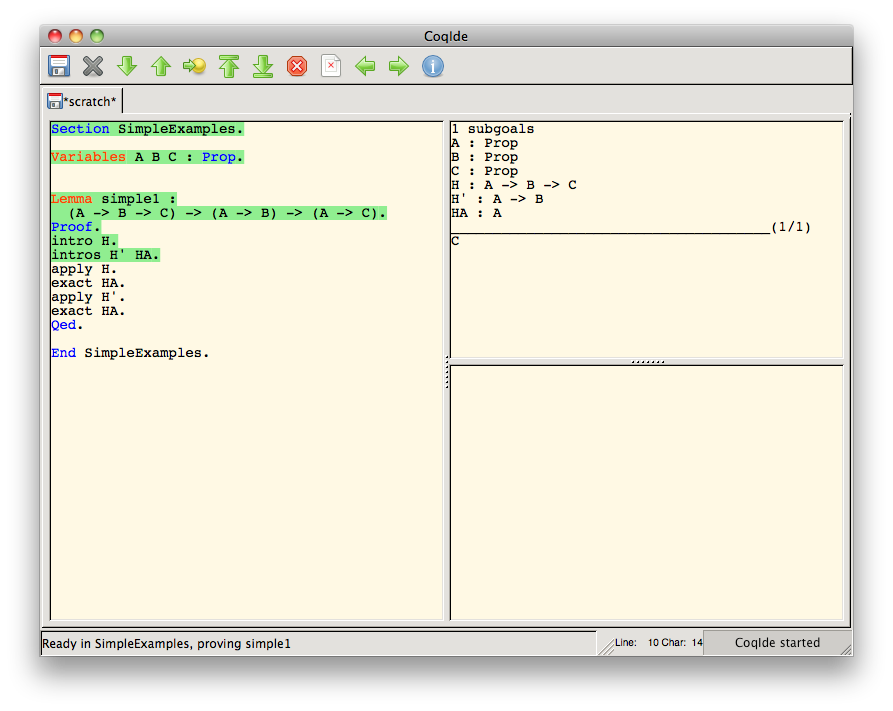 CoqIde
*scratch*
Section SimpleExamples.
Variables A B C : Prop.
Lemma simple1 :
(A -> B -> C) -> (A -> B) -> (A -> C).
Proof.
intro H.
intros H' HA.
apply H.
exact HA.
apply H'.
exact HA.
Qed.
End SimpleExamples.
1 subgoals
A : Prop
B : Prop
C : Prop
H : A -> B -> C
H' : A -> B
HA : A
______________________________________(1/1)
C
Ready in SimpleExamples, proving simple1
Line: 10 Char: 14
CoqIde started